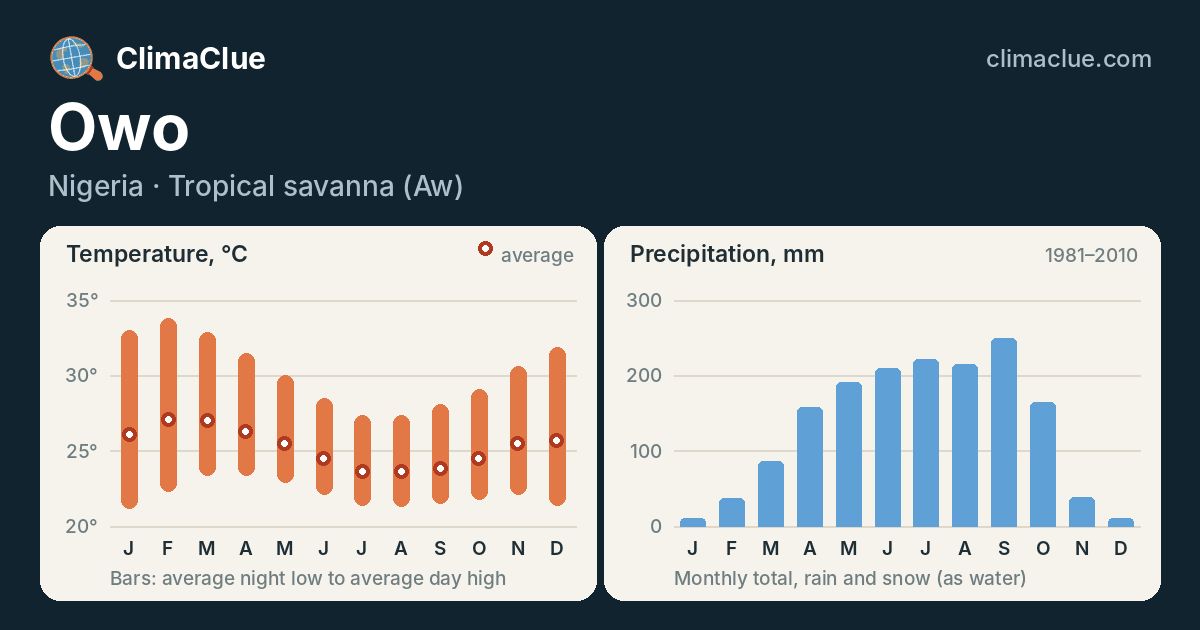 ClimaClue
climaclue.com
Owo
Nigeria · Tropical savanna (Aw)
Temperature, °C
average
35°
30°
25°
20°
J F M A M J J A S O N D
Bars: average night low to average day high
Precipitation, mm
1981–2010
300
200
100
0
J F M A M J J A S O N D
Monthly total, rain and snow (as water)